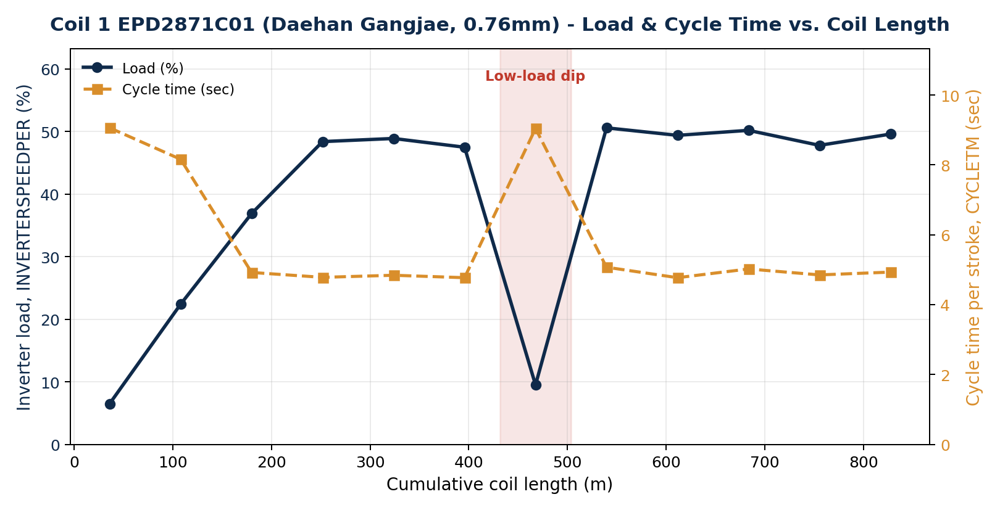 Coil 1 EPD2871C01 (Daehan Gangjae, 0.76mm) - Load & Cycle Time vs. Coil Length
Load (%)
Cycle time (sec)
Low-load dip
Inverter load, INVERTERSPEEDPER (%)
60
50
40
30
20
10
0
Cycle time per stroke, CYCLETM (sec)
10
8
6
4
2
0
0 100 200 300 400 500 600 700 800
Cumulative coil length (m)